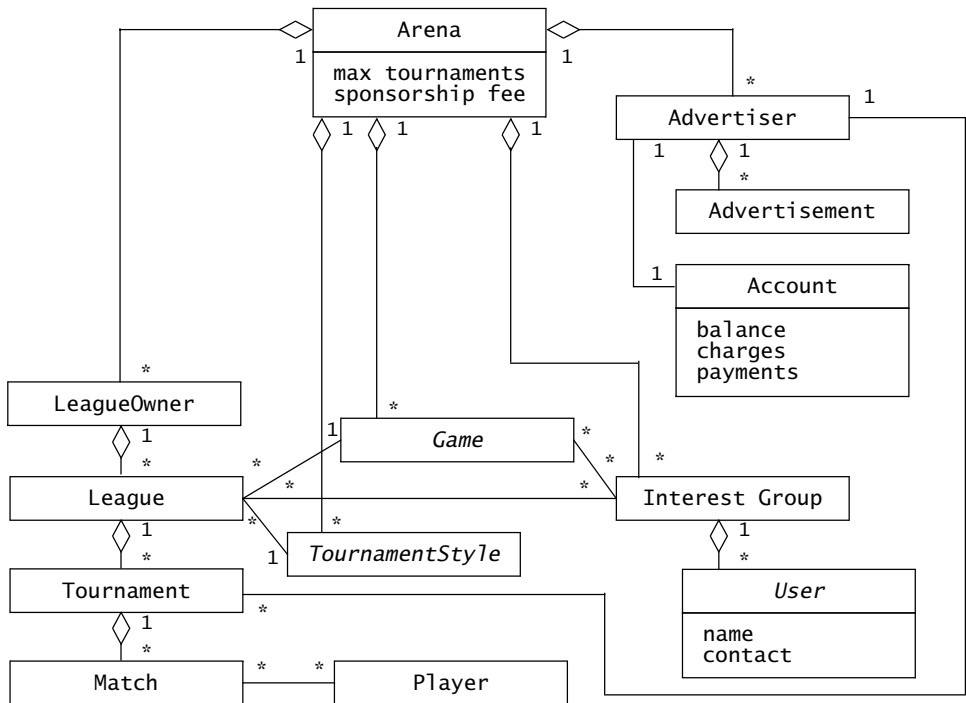 Arena
1
1
max tournaments
sponsorship fee
*
1
Advertiser
1
1
1
1
1
*
Advertisement
1
Account
balance
charges
payments
*
LeagueOwner
1
*
Game
1
*
*
*
*
*
*
League
Interest Group
*
*
1
1
1
TournamentStyle
*
*
Tournament
*
User
name
contact
1
*
Match
*
*
Player